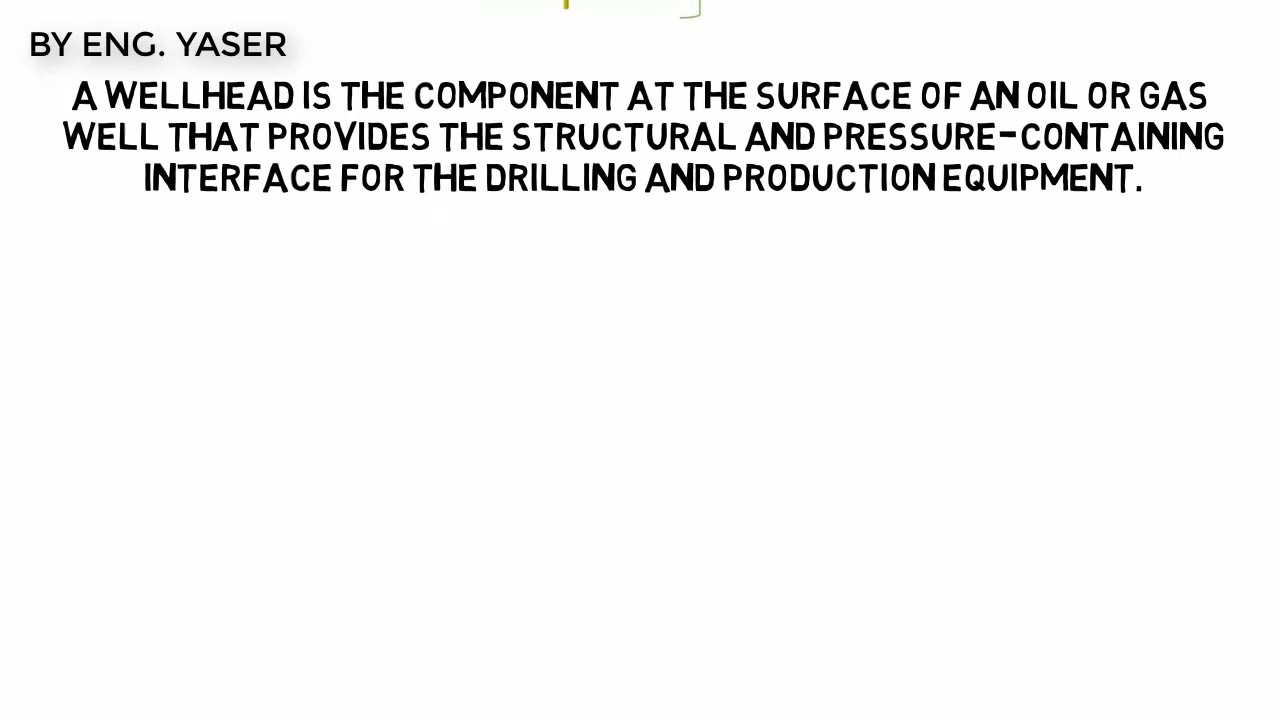 BY ENG. YASER
A WELLHEAD IS THE COMPONENT AT THE SURFACE OF AN OIL OR GAS
WELL THAT PROVIDES THE STRUCTURAL AND PRESSURE-CONTAINING
INTERFACE FOR THE DRILLING AND PRODUCTION EQUIPMENT.